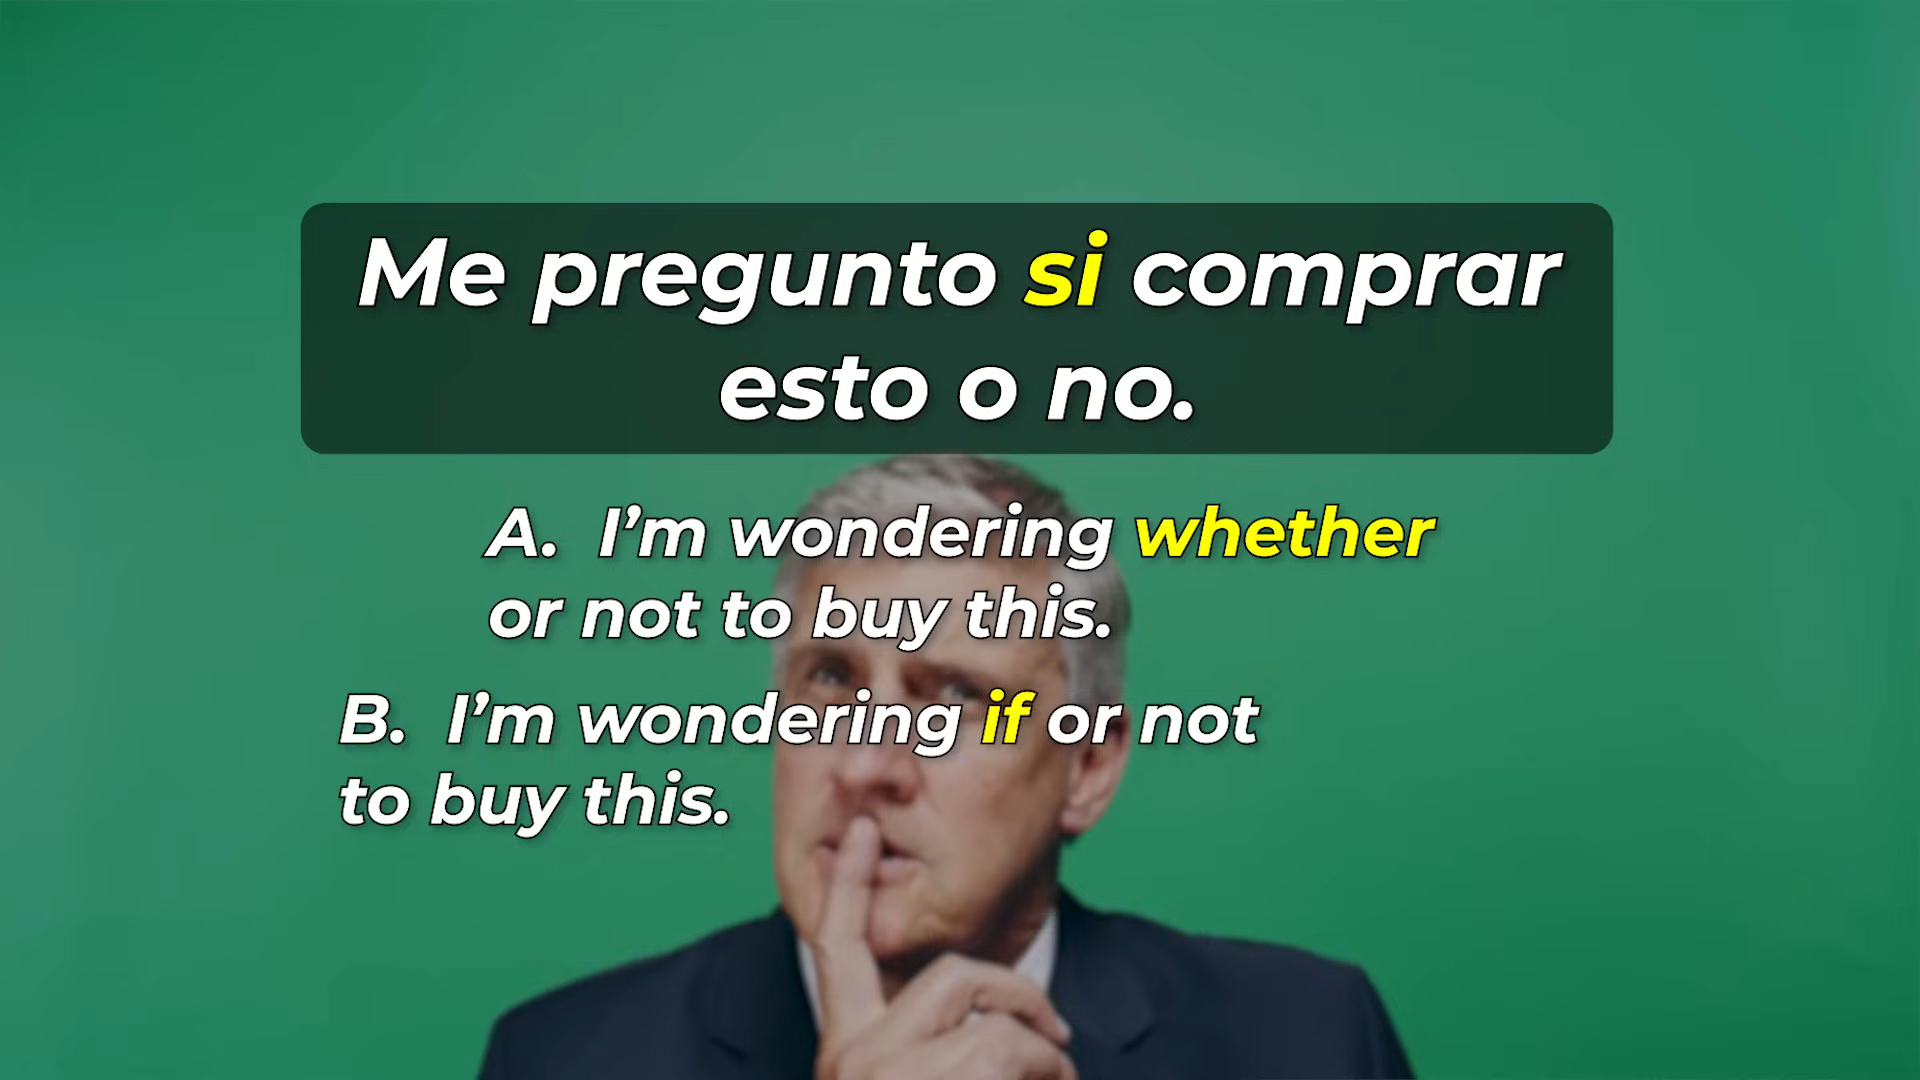 Me pregunto si comprar
esto o no.
A. I’m wondering whether
or not to buy this.
B. I’m wondering if or not
to buy this.